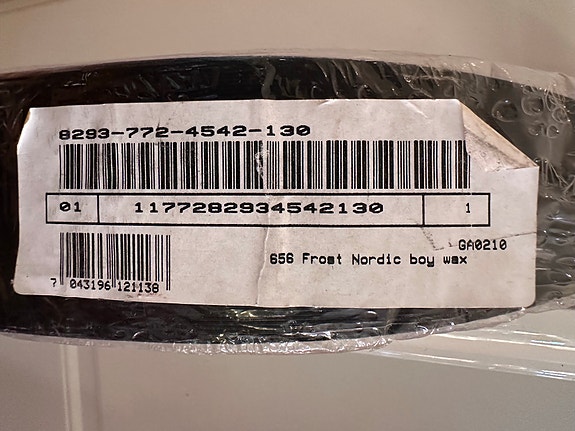 8293-772-4542-130
01 1177282934542130 1
GA0210
656 Frost Nordic boy wax
7 043196 121138